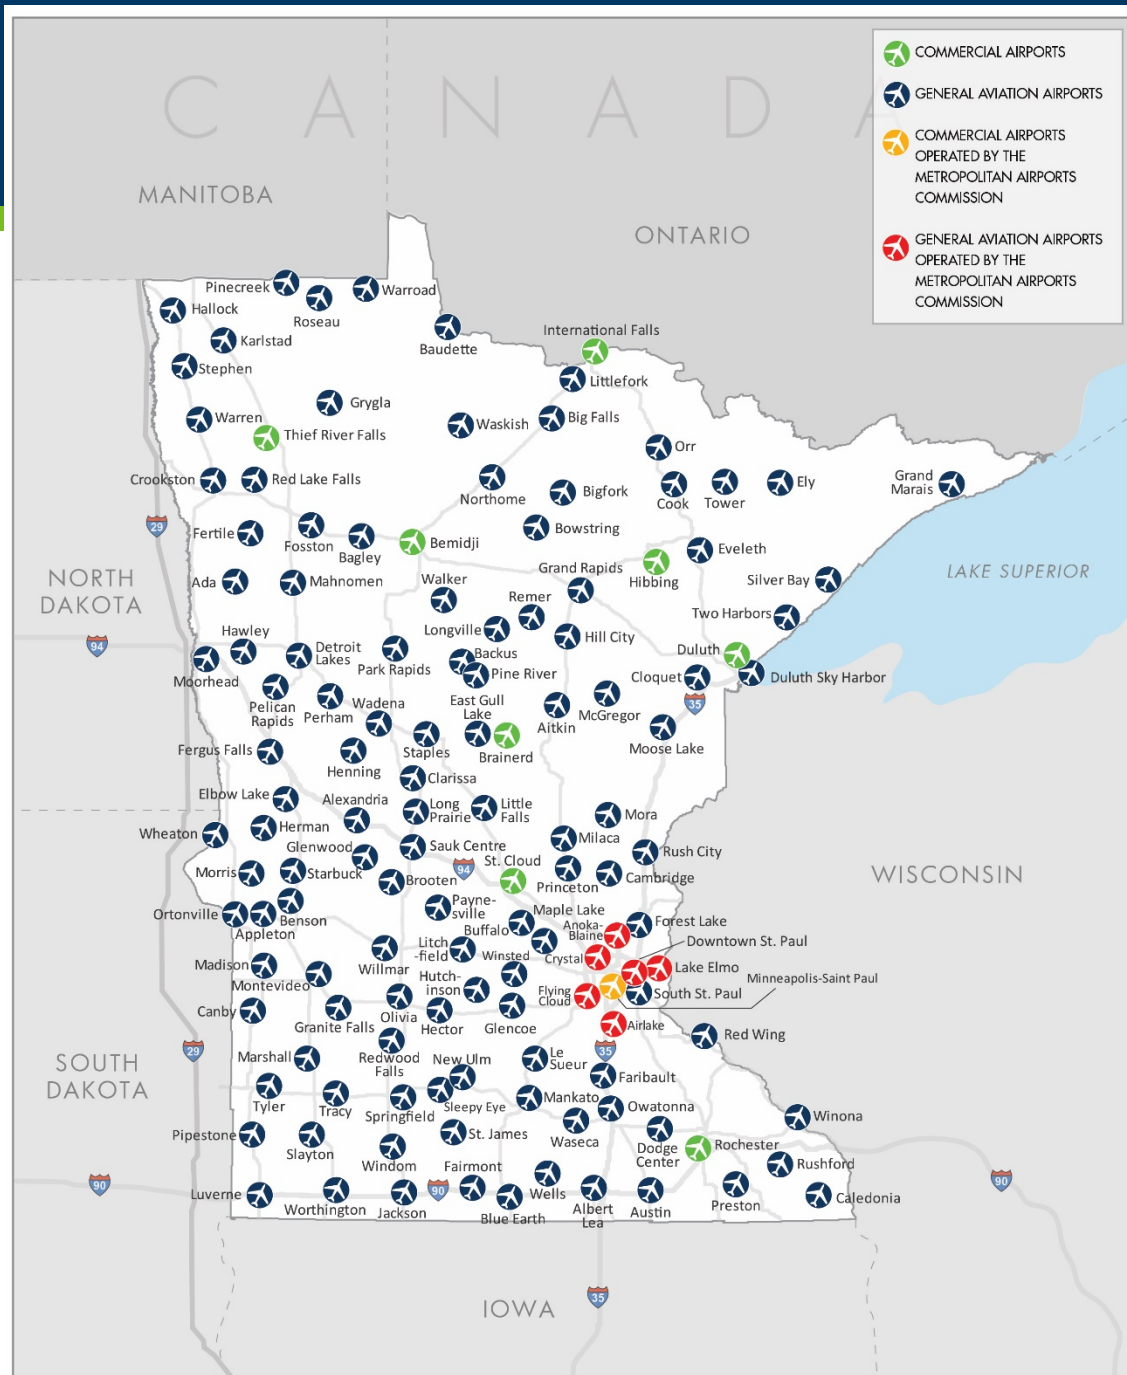 CANADA
COMMERCIAL AIRPORTS
GENERAL AVIATION AIRPORTS
COMMERCIAL AIRPORTS
OPERATED BY THE
METROPOLITAN AIRPORTS
COMMISSION
GENERAL AVIATION AIRPORTS
OPERATED BY THE
METROPOLITAN AIRPORTS
COMMISSION
MANITOBA
ONTARIO
Pinecreek
Warroad
Hallock
Roseau
International Falls
Karlstad
Baudette
Stephen
Littlefork
Grygla
Warren
Waskish
Big Falls
Thief River Falls
Orr
Crookston
Red Lake Falls
Northome
Bigfork
Cook
Tower
Ely
Grand
Marais
29
Fertile
Fosston
Bagley
Bemidji
Bowstring
Eveleth
NORTH
DAKOTA
Ada
Mahnomen
Walker
Grand Rapids
Hibbing
Silver Bay
LAKE SUPERIOR
Remer
Two Harbors
94
Hawley
Longville
Hill City
Moorhead
Detroit
Lakes
Park Rapids
Backus
Pine River
Duluth
Cloquet
Duluth Sky Harbor
35
Pelican
Rapids
Perham
Wadena
East Gull
Lake
Aitkin
McGregor
Fergus Falls
Henning
Staples
Brainerd
Moose Lake
Clarissa
Elbow Lake
Alexandria
Long
Prairie
Little
Falls
Mora
Wheaton
Herman
Glenwood
Sauk Centre
Milaca
Rush City
94
St. Cloud
WISCONSIN
Morris
Starbuck
Brooten
Princeton
Cambridge
Ortonville
Appleton
Benson
Payne-
sville
Maple Lake
Buffalo
Anoka-
Blaine
Forest Lake
Downtown St. Paul
Madison
Montevideo
Willmar
Litch
-field
Winsted
Crystal
Lake Elmo
Minneapolis-Saint Paul
Canby
Granite Falls
Olivia
Hutch-
inson
Hector
Glencoe
Flying
Cloud
South St. Paul
Airlake
Red Wing
SOUTH
DAKOTA
29
Marshall
Redwood
Falls
New Ulm
Le
Sueur
35
Faribault
Tyler
Tracy
Springfield
Sleepy Eye
Mankato
Owatonna
Winona
Pipestone
Slayton
Windom
St. James
Waseca
Dodge
Center
Rochester
Rushford
90
Luverne
Worthington
Jackson
90
Fairmont
Blue Earth
Wells
Albert
Lea
Austin
Preston
Caledonia
90
IOWA
35